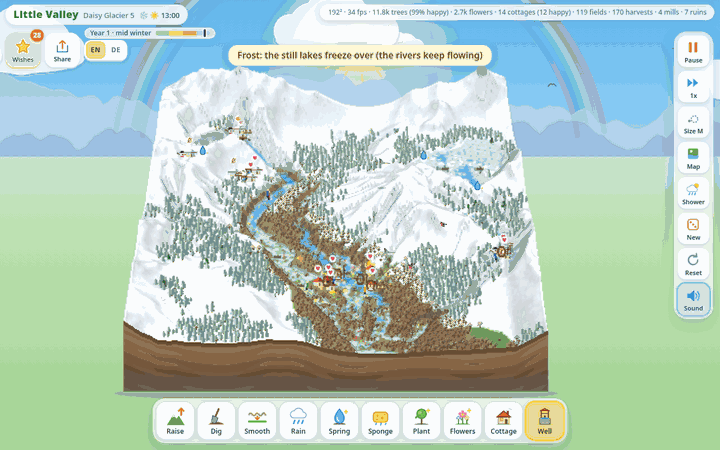 Little Valley Daisy Glacier 5 13:00
192² · 34 fps · 11.8k trees (99% happy) · 2.7k flowers · 14 cottages (12 happy) · 119 fields · 170 harvests · 4 mills · 7 ruins
Year 1 · mid winter
28
Wishes
Share
EN
DE
Frost: the still lakes freeze over (the rivers keep flowing)
Pause
1x
Size M
Map
Shower
New
Reset
Sound
Raise
Dig
Smooth
Rain
Spring
Sponge
Plant
Flowers
Cottage
Well